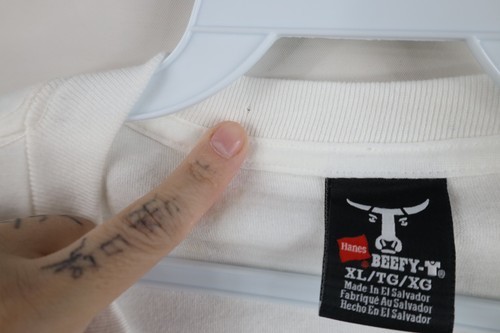 Hanes
BEEFY-T®
XL/TG/XG
Made In El Salvador
Fabriqué Au Salvador
Hecho En El Salvador